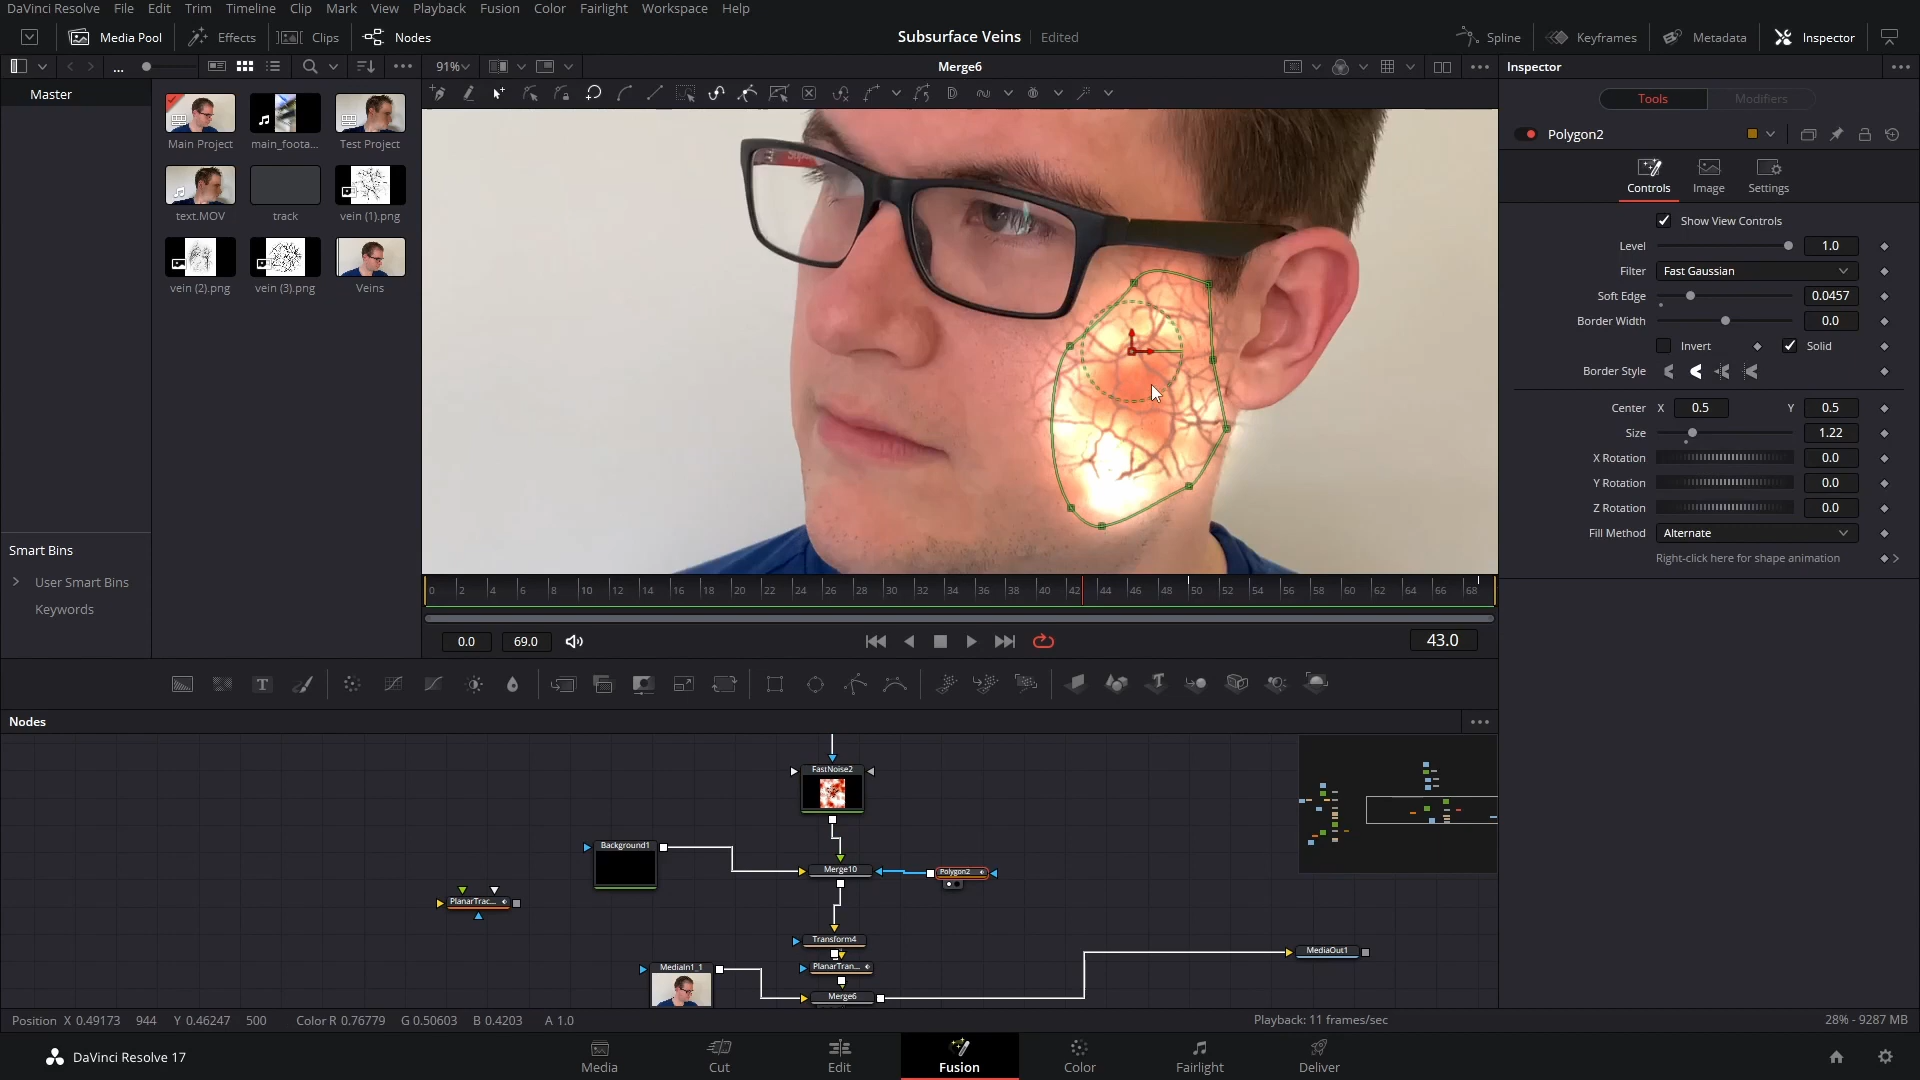 DaVinci Resolve File Edit Trim Timeline Clip Mark View Playback Fusion Color Fairlight Workspace Help
Media Pool Effects Clips Nodes Subsurface Veins Edited Spline Keyframes Metadata Inspector
... 91% Merge6 Inspector
Master
Tools Modifiers
Main Project main_foota... Test Project
Polygon2
text.MOV track vein (1).png
Controls Image Settings
vein (2).png vein (3).png Veins
Show View Controls
Level 1.0
Filter Fast Gaussian
Soft Edge 0.0457
Border Width 0.0
Invert Solid
Border Style
Center X 0.5 Y 0.5
Size 1.22
X Rotation 0.0
Y Rotation 0.0
Z Rotation 0.0
Fill Method Alternate
Right-click here for shape animation
Smart Bins
User Smart Bins
Keywords
0 2 4 6 8 10 12 14 16 18 20 22 24 26 28 30 32 34 36 38 40 42 44 46 48 50 52 54 56 58 60 62 64 66 68
0.0 69.0 43.0
Nodes
FastNoise2
Background1
Merge10
Polygon2
PlanarTrac...
Transform4
MediaOut1
MediaIn1_1
PlanarTran...
Merge6
Position X 0.49173 944 Y 0.46247 500 Color R 0.76779 G 0.50603 B 0.4203 A 1.0 Playback: 11 frames/sec 28% - 9287 MB
DaVinci Resolve 17 Media Cut Edit Fusion Color Fairlight Deliver